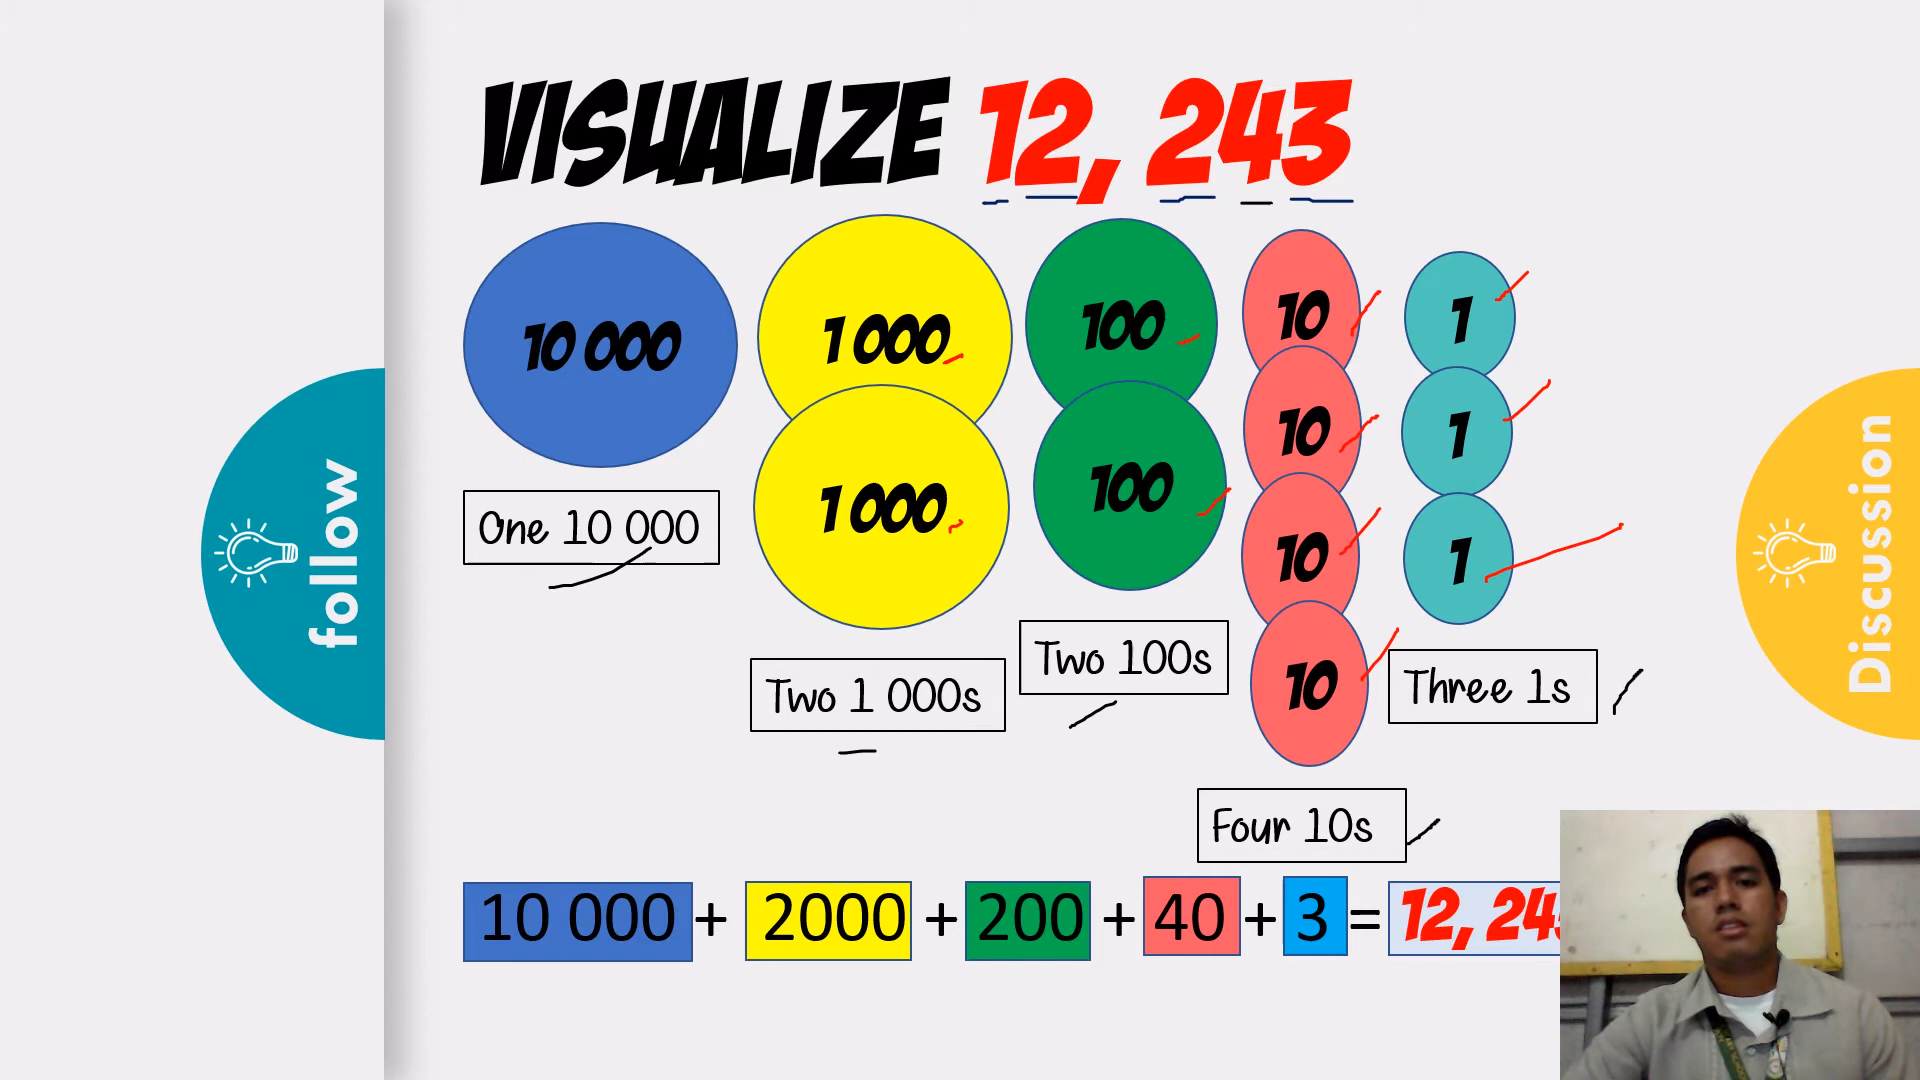 VISUALIZE 12, 243
10 000
1 000
1 000
100
100
10
10
10
10
1
1
1
One 10 000
Two 1 000s
Two 100s
Four 10s
Three 1s
10 000 + 2000 + 200 + 40 + 3 = 12, 24
follow
Discussion